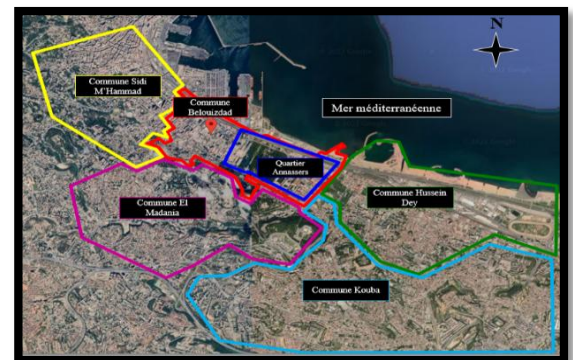 N
Commune Sidi
M'Hammad
Commune
Belouizdad
Mer méditerranéenne
Quartier
Annassers
Commune Hussein
Dey
Commune El
Madania
Commune Kouba